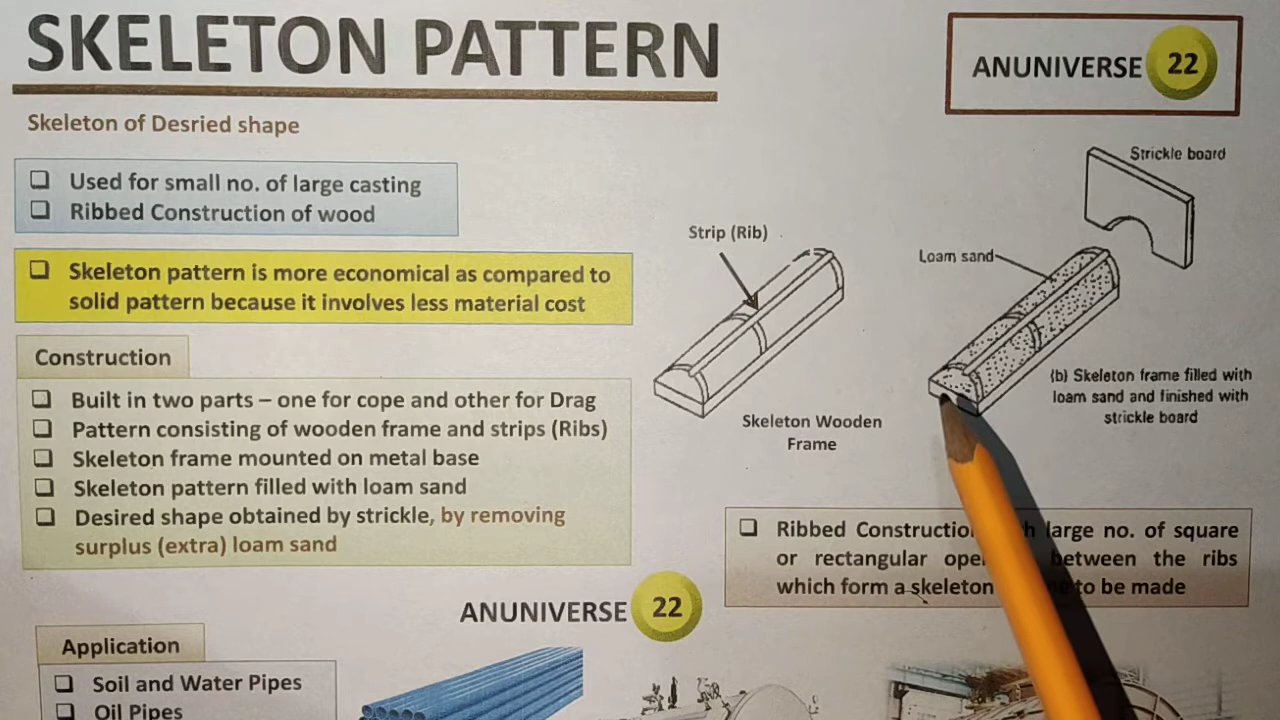 SKELETON PATTERN
ANUNIVERSE 22
Skeleton of Desried shape
❑ Used for small no. of large casting
❑ Ribbed Construction of wood
❑ Skeleton pattern is more economical as compared to
solid pattern because it involves less material cost
Construction
❑ Built in two parts – one for cope and other for Drag
❑ Pattern consisting of wooden frame and strips (Ribs)
❑ Skeleton frame mounted on metal base
❑ Skeleton pattern filled with loam sand
❑ Desired shape obtained by strickle, by removing
surplus (extra) loam sand
Strip (Rib)
Skeleton Wooden
Frame
Strickle board
Loam sand
(b) Skeleton frame filled with
loam sand and finished with
strickle board
❑ Ribbed large no. of square
or rectangular between the ribs
which form a skeleton to be made
ANUNIVERSE 22
Application
❑ Soil and Water Pipes
❑ Oil Pipes